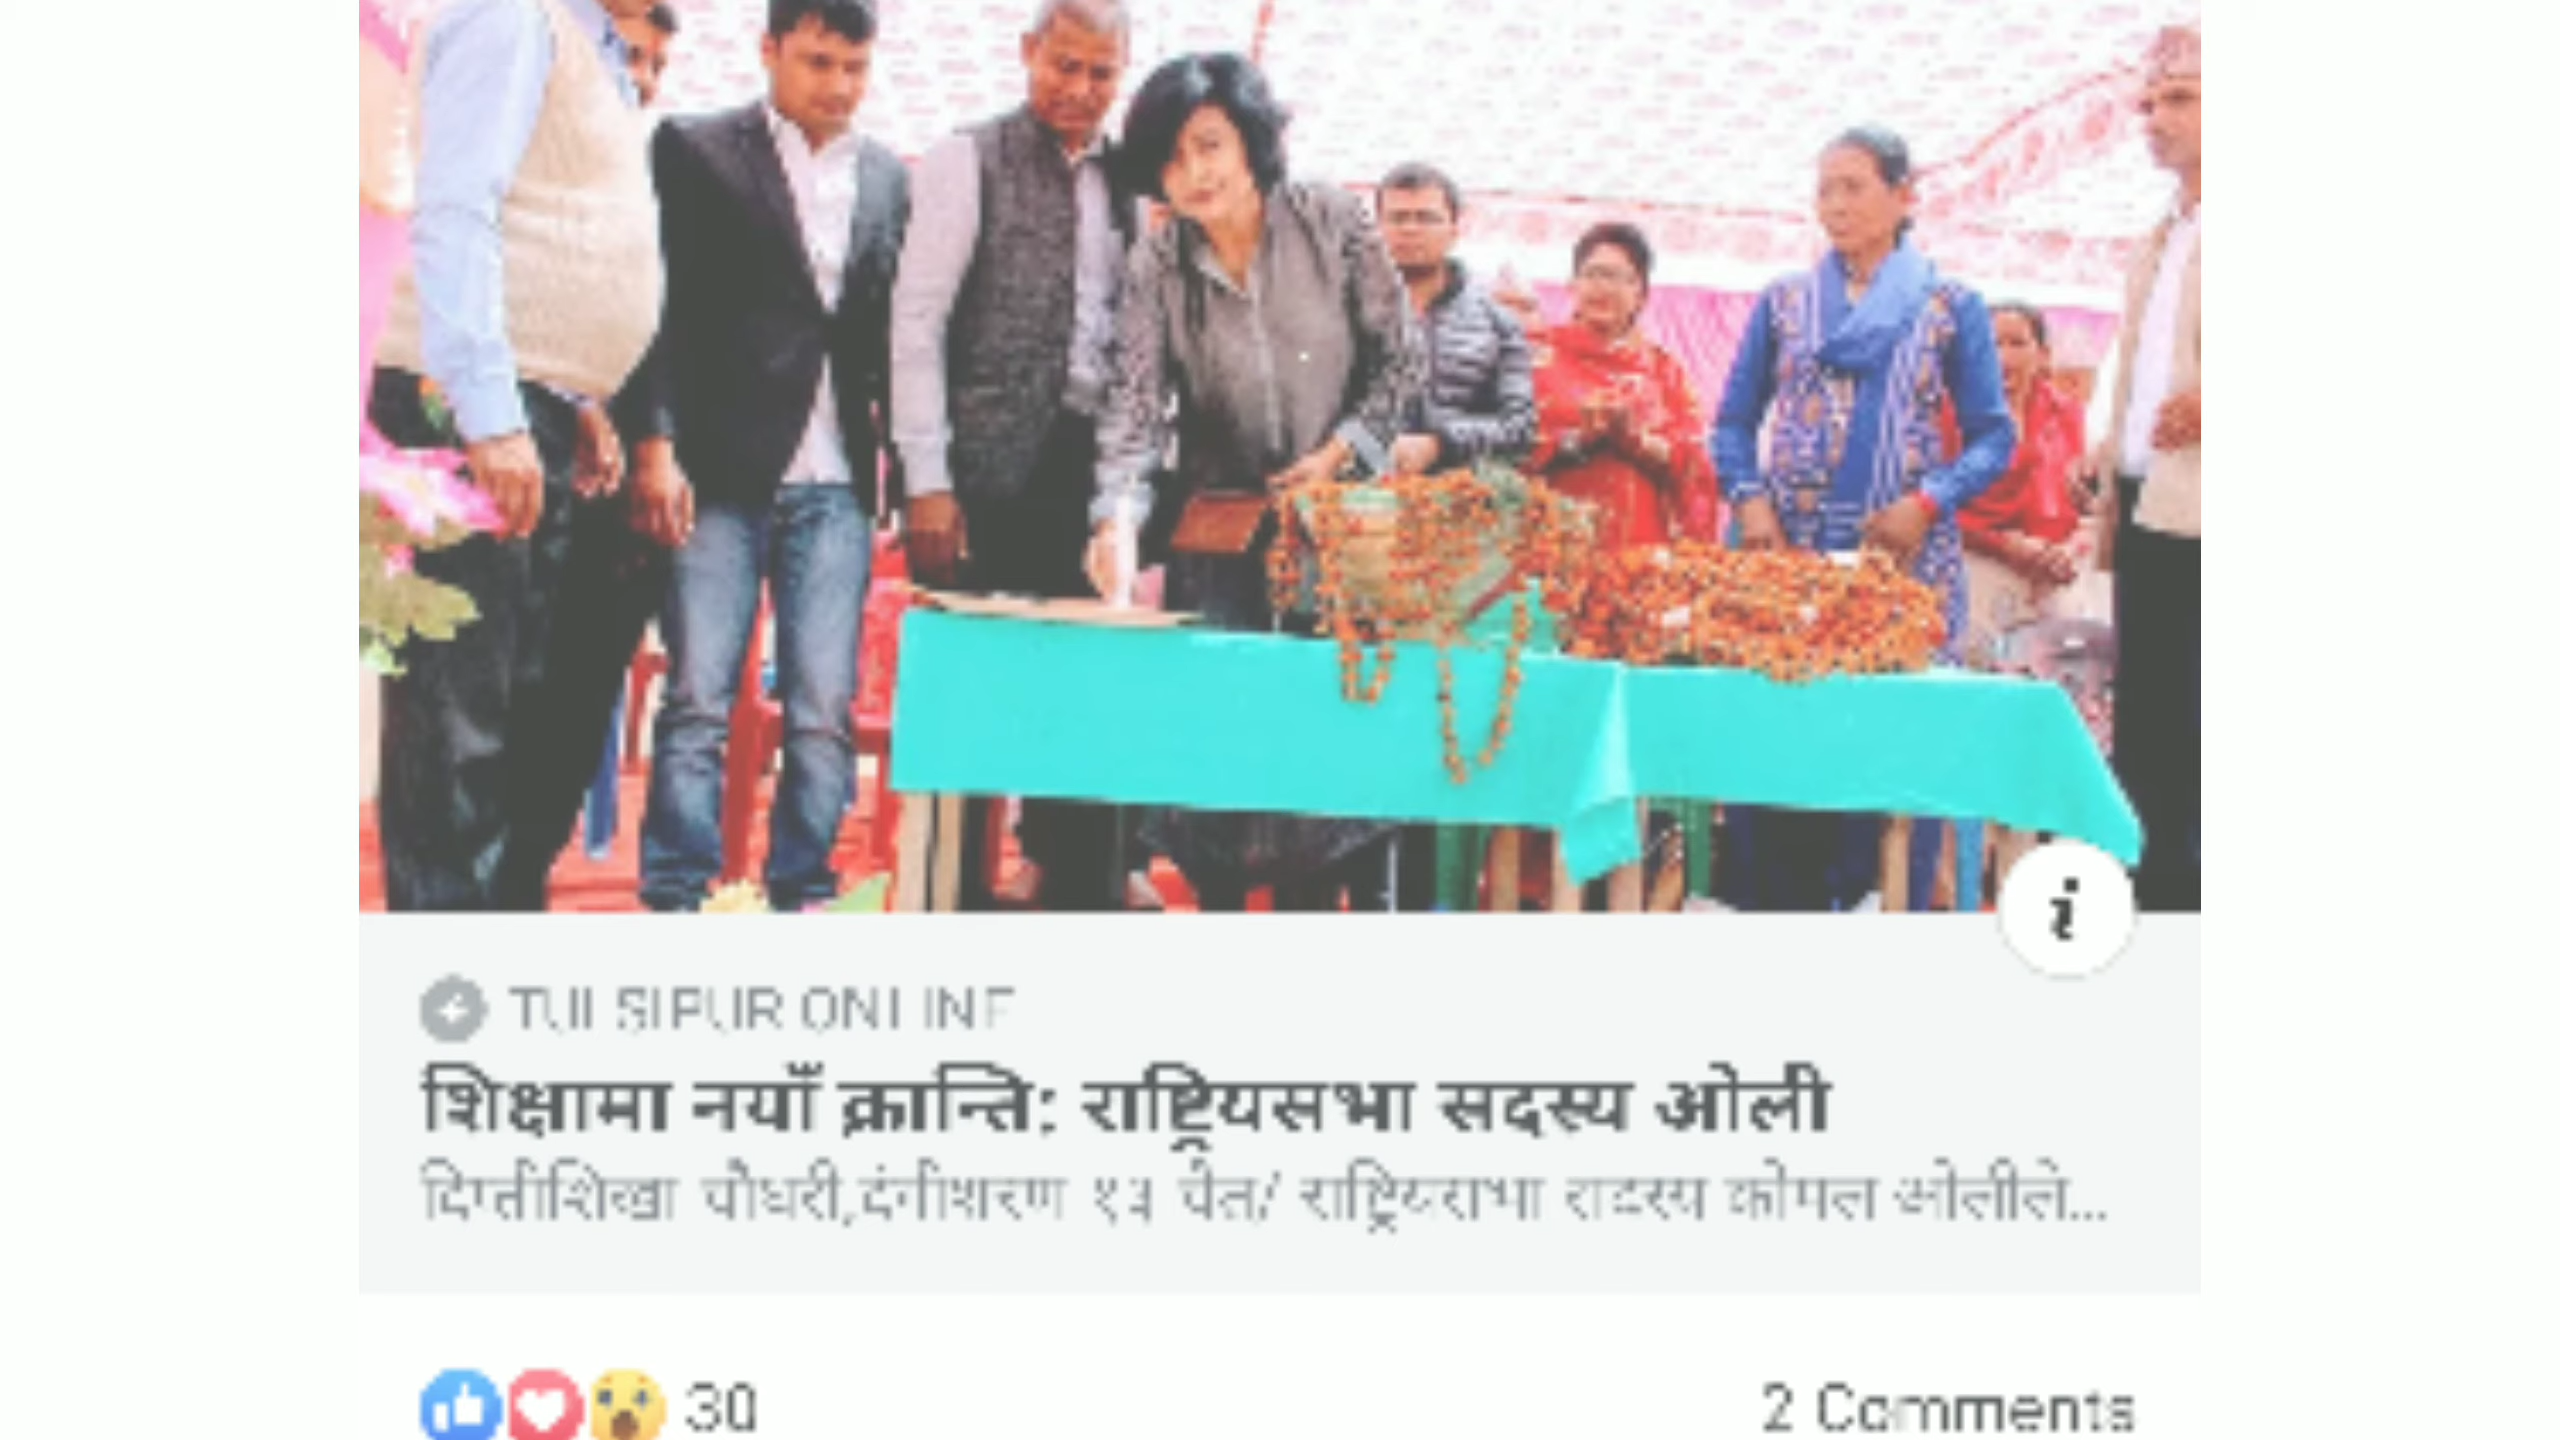 TULSIPUR ONLINE
शिक्षामा नयाँ क्रान्ति: राष्ट्रियसभा सदस्य ओली
दिप्तीशिखा चौधरी,दंगीशरण १३ चैत/ राष्ट्रियसभा सदस्य कोमल ओलीले...
30
2 Comments